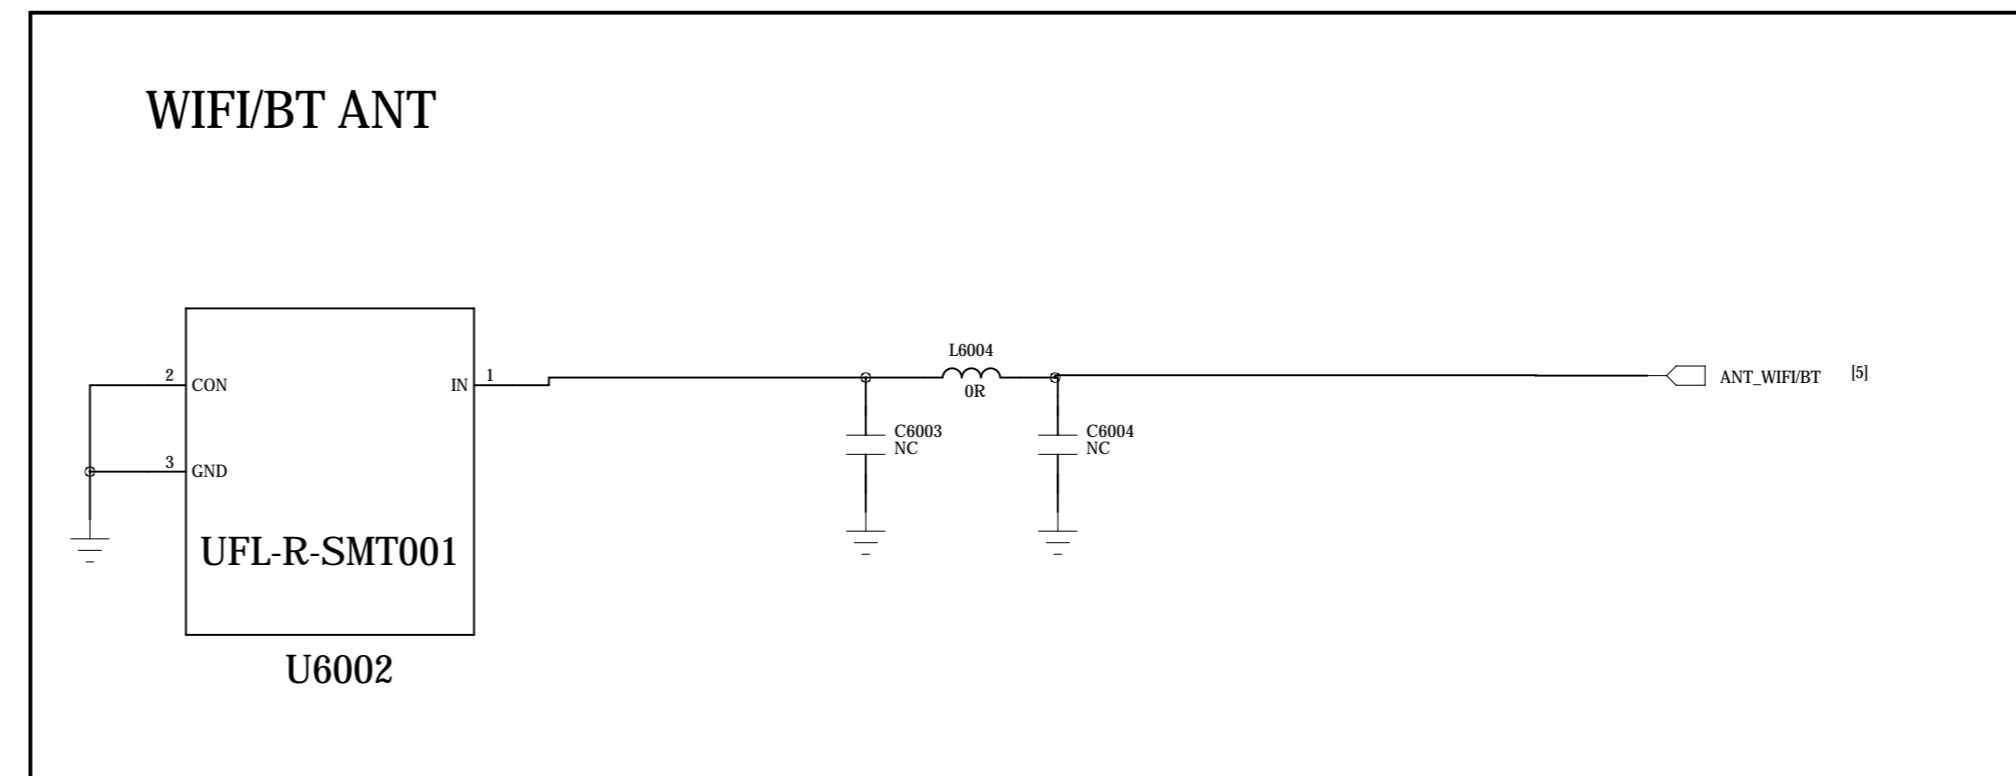 WIFI/BT ANT
L6004
0R
2 CON
IN 1
ANT_WIFI/BT [5]
C6003
NC
C6004
NC
3 GND
UFL-R-SMT001
U6002